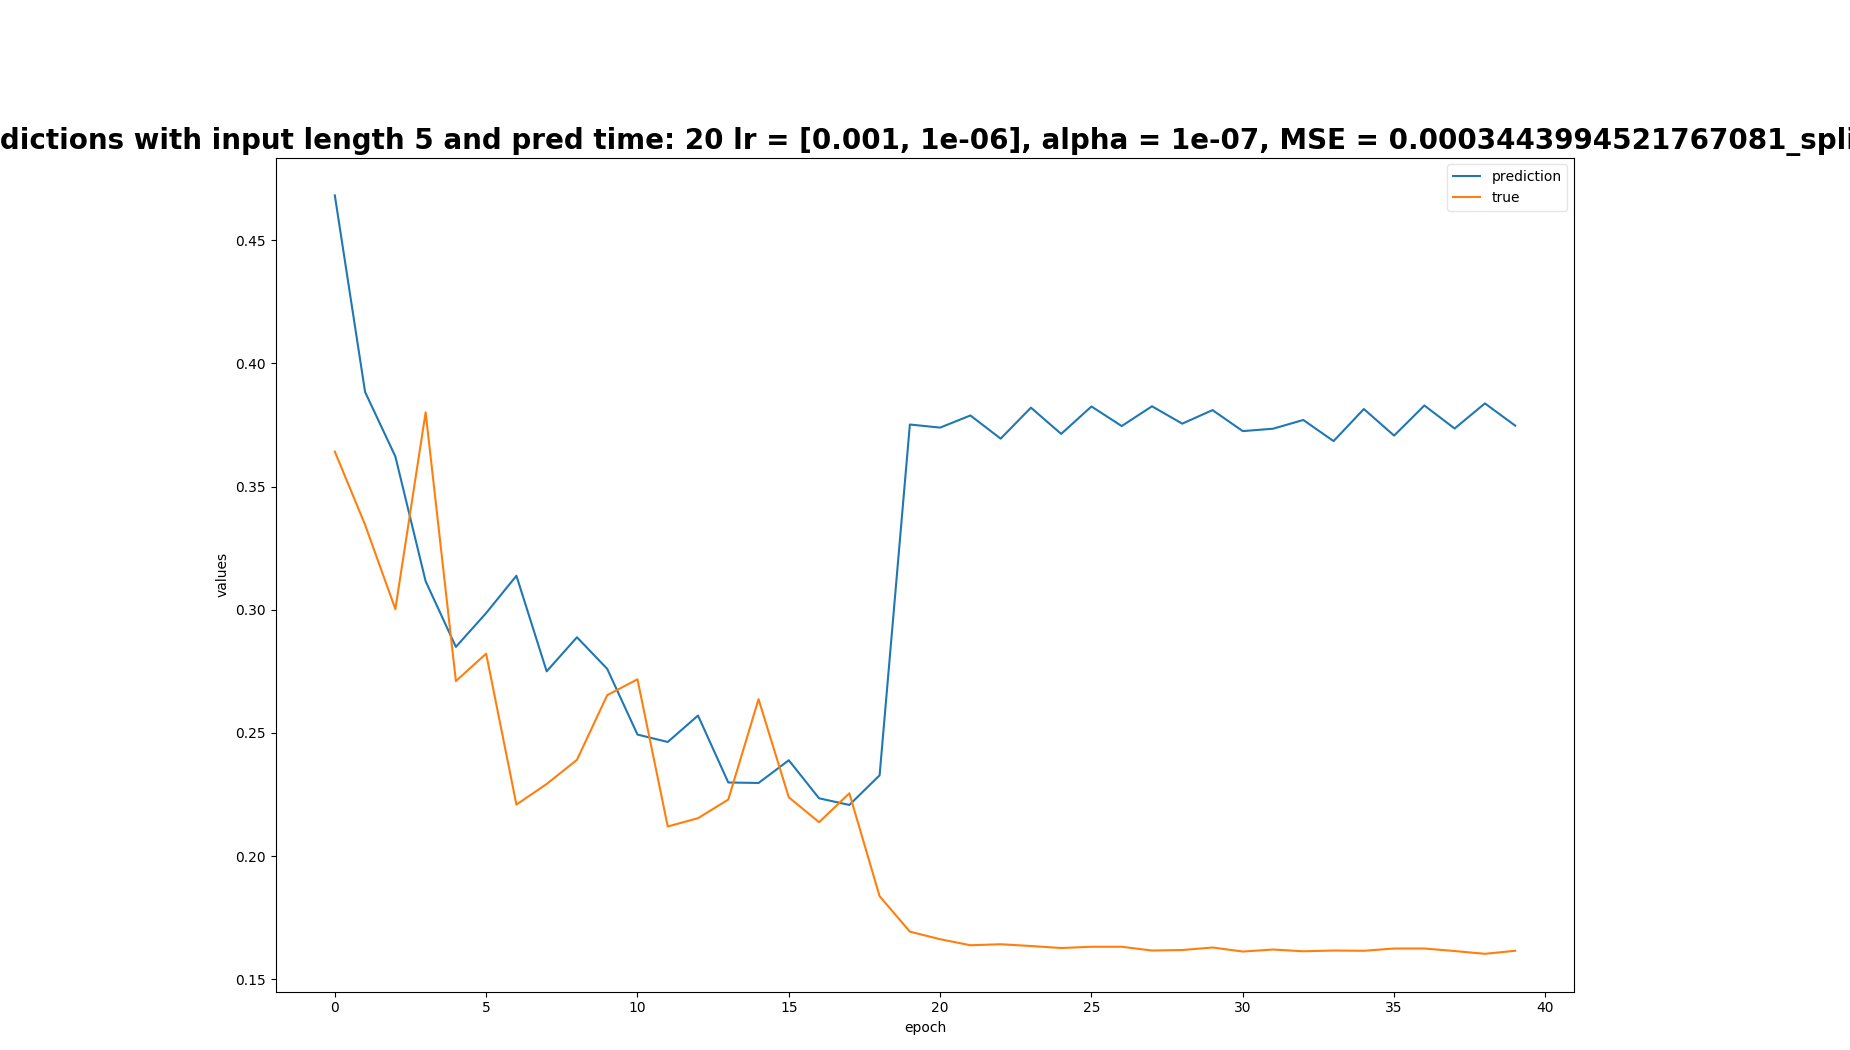 dictions with input length 5 and pred time: 20 lr = [0.001, 1e-06], alpha = 1e-07, MSE = 0.0003443994521767081_spli
prediction
true
0.45
0.40
0.35
0.30
0.25
0.20
0.15
values
0 5 10 15 20 25 30 35 40
epoch